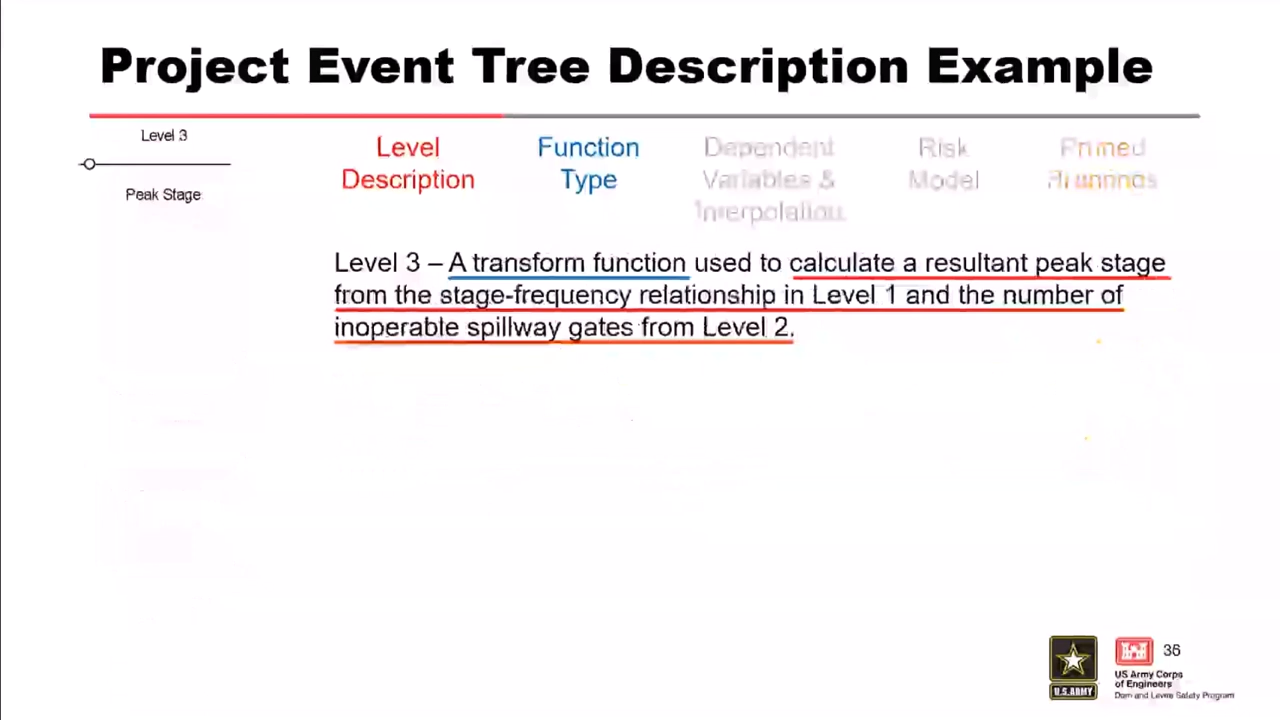 Project Event Tree Description Example
Level 3
Peak Stage
Level
Description
Function
Type
Dependent
Variables &
Interpolation
Risk
Model
Level 3 – A transform function used to calculate a resultant peak stage
from the stage-frequency relationship in Level 1 and the number of
inoperable spillway gates from Level 2.
U.S.ARMY
36
US Army Corps
of Engineers
Dam and Levee Safety Program